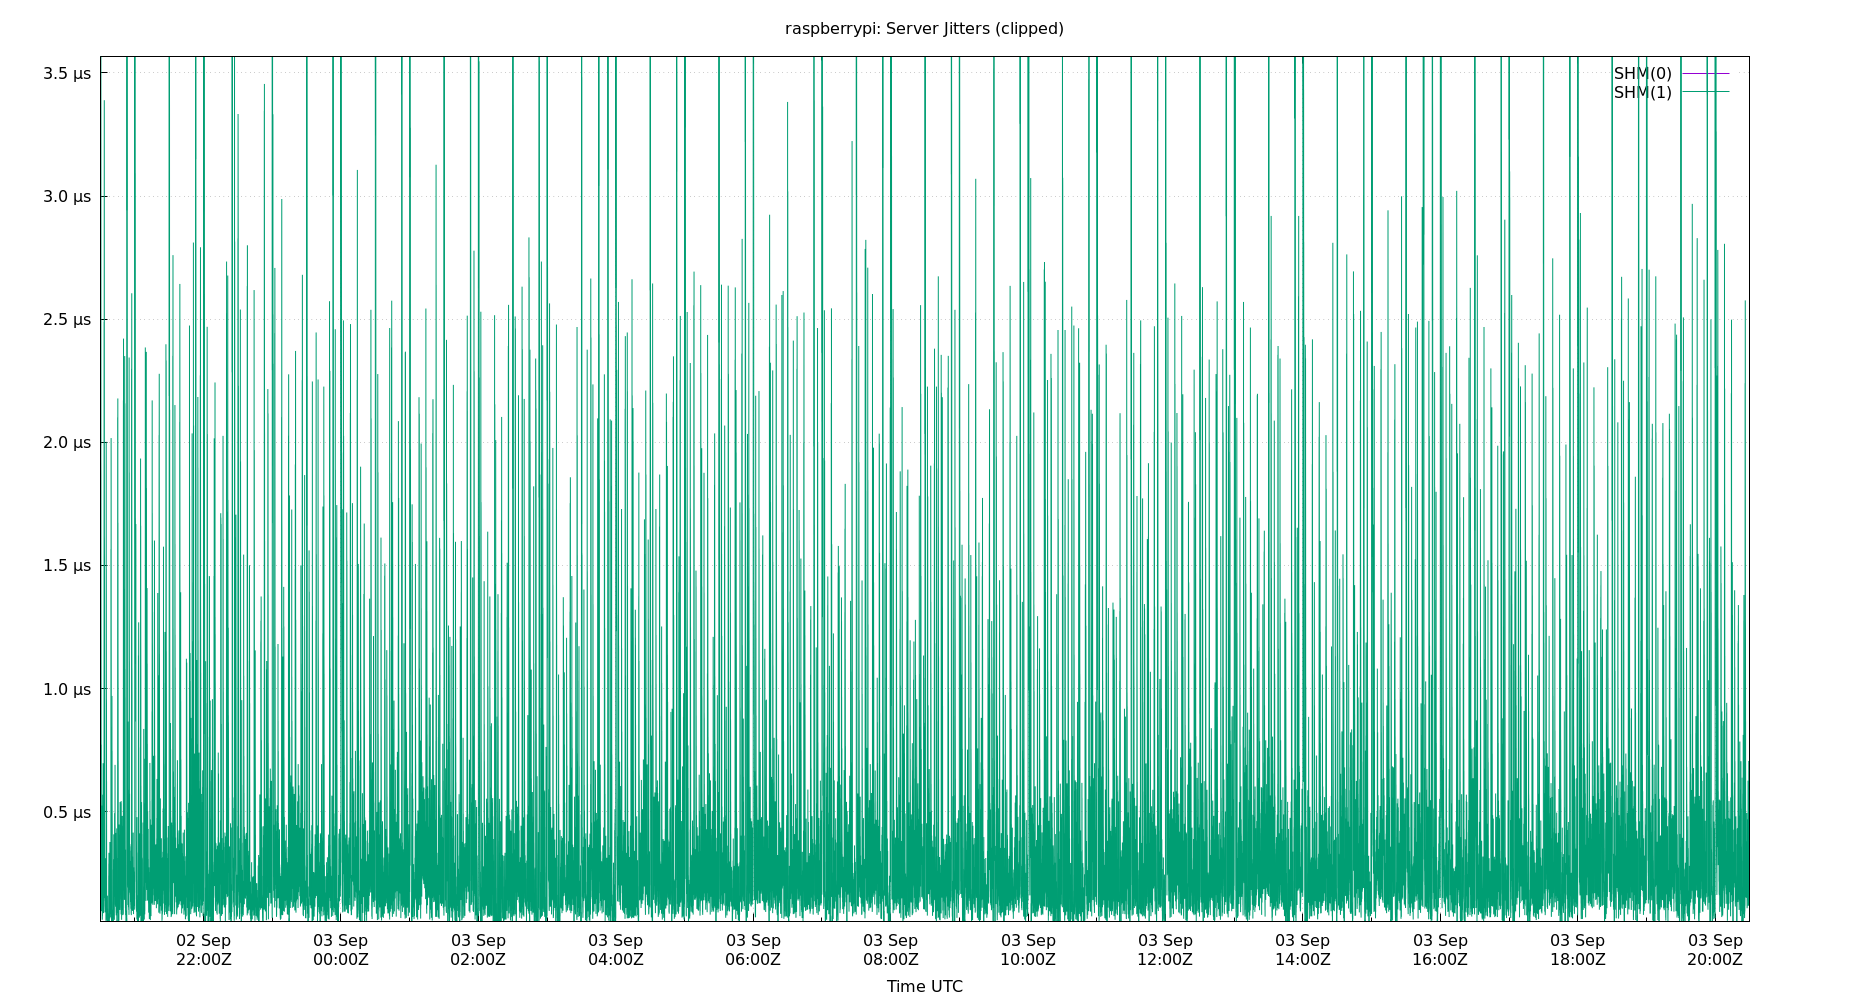 raspberrypi: Server Jitters (clipped)
3.5 µs
3.0 µs
2.5 µs
2.0 µs
1.5 µs
1.0 µs
0.5 µs
SHM(0)
SHM(1)
02 Sep 03 Sep 03 Sep 03 Sep 03 Sep 03 Sep 03 Sep 03 Sep 03 Sep 03 Sep 03 Sep 03 Sep
22:00Z 00:00Z 02:00Z 04:00Z 06:00Z 08:00Z 10:00Z 12:00Z 14:00Z 16:00Z 18:00Z 20:00Z
Time UTC